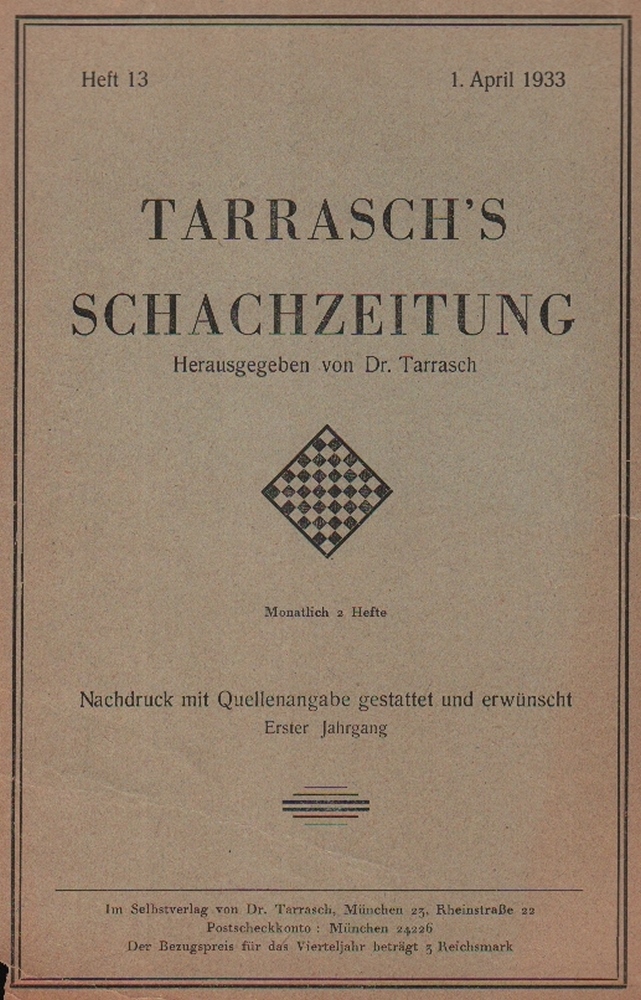 Heft 13
1. April 1933
TARRASCH'S
SCHACHZEITUNG
Herausgegeben von Dr. Tarrasch
Monatlich 2 Hefte
Nachdruck mit Quellenangabe gestattet und erwünscht
Erster Jahrgang
Im Selbstverlag von Dr. Tarrasch, München 23, Rheinstraße 22
Postscheckkonto : München 24226
Der Bezugspreis für das Vierteljahr beträgt 3 Reichsmark